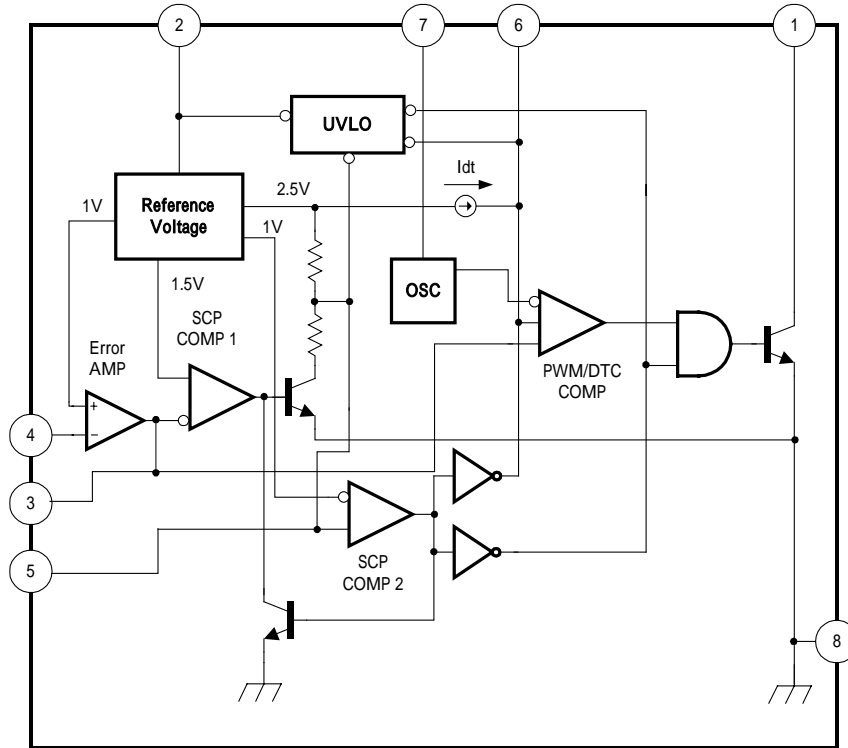 2
7
6
1
UVLO
Idt
2.5V
1V
Reference
Voltage
1V
1.5V
OSC
SCP
COMP 1
Error
AMP
PWM/DTC
COMP
+
−
4
3
5
SCP
COMP 2
8